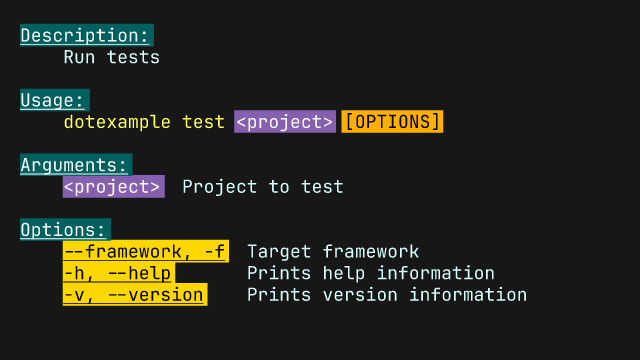 Description:
Run tests
Usage:
dotexample test <project> [OPTIONS]
Arguments:
<project> Project to test
Options:
--framework, -f Target framework
-h, --help Prints help information
-v, --version Prints version information